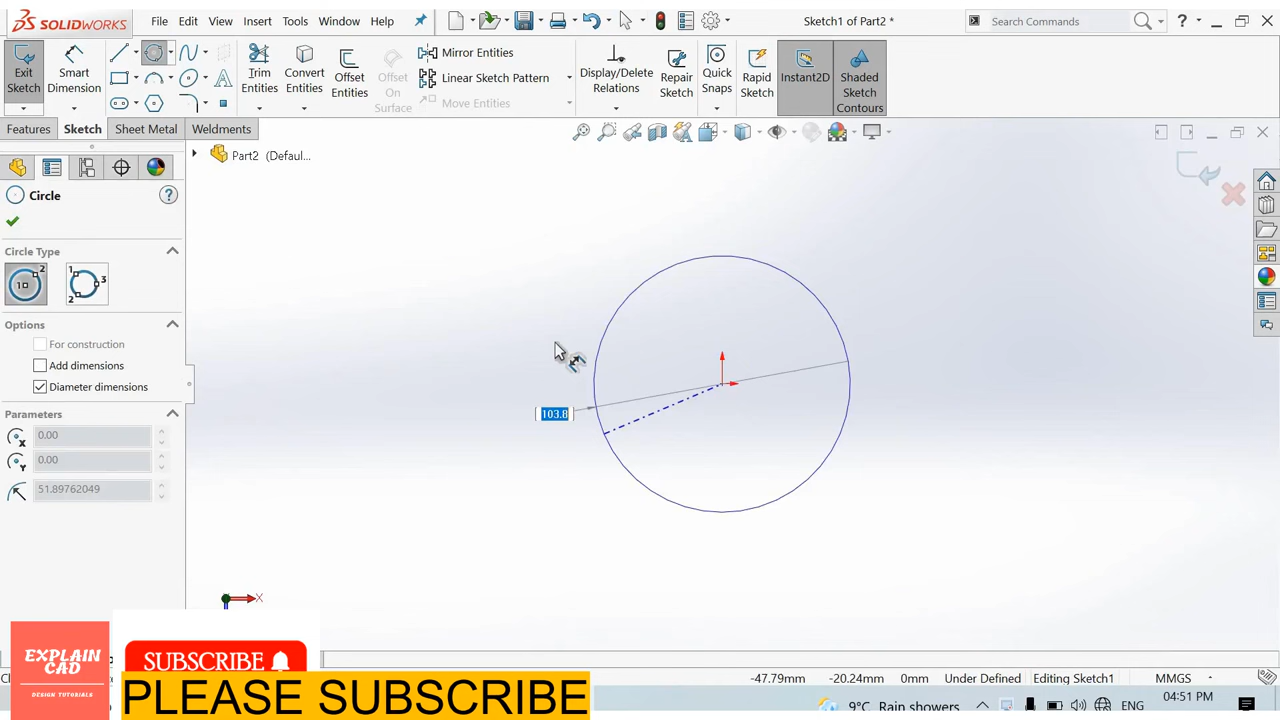 SOLIDWORKS
File Edit View Insert Tools Window Help
Sketch1 of Part2 *
Search Commands
Exit Sketch
Smart Dimension
Trim Entities
Convert Entities
Offset Entities
Offset On Surface
Mirror Entities
Linear Sketch Pattern
Move Entities
Display/Delete Relations
Repair Sketch
Quick Snaps
Rapid Sketch
Instant2D
Shaded Sketch Contours
Features Sketch Sheet Metal Weldments
Part2 (Defaul...
Circle
Circle Type
Options
For construction
Add dimensions
Diameter dimensions
Parameters
0.00
0.00
51.89762049
103.8
X
EXPLAIN
CAD
DESIGN TUTORIALS
SUBSCRIBE
PLEASE SUBSCRIBE
-47.79mm -20.24mm 0mm Under Defined Editing Sketch1 MMGS
9°C Rain showers ENG 04:51 PM